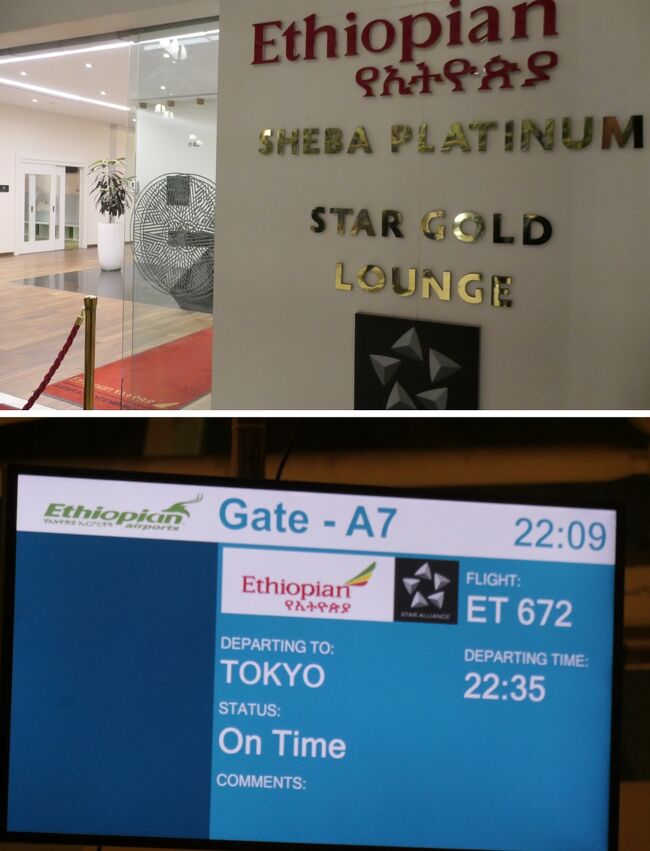 Ethiopian
የኢትዮጵያ
SHEBA PLATINUM
STAR GOLD
LOUNGE
Ethiopian
Ethiopian
airports
Gate - A7
22:09
Ethiopian
የኢትዮጵያ
STAR ALLIANCE
FLIGHT:
ET 672
DEPARTING TO:
TOKYO
DEPARTING TIME:
22:35
STATUS:
On Time
COMMENTS: